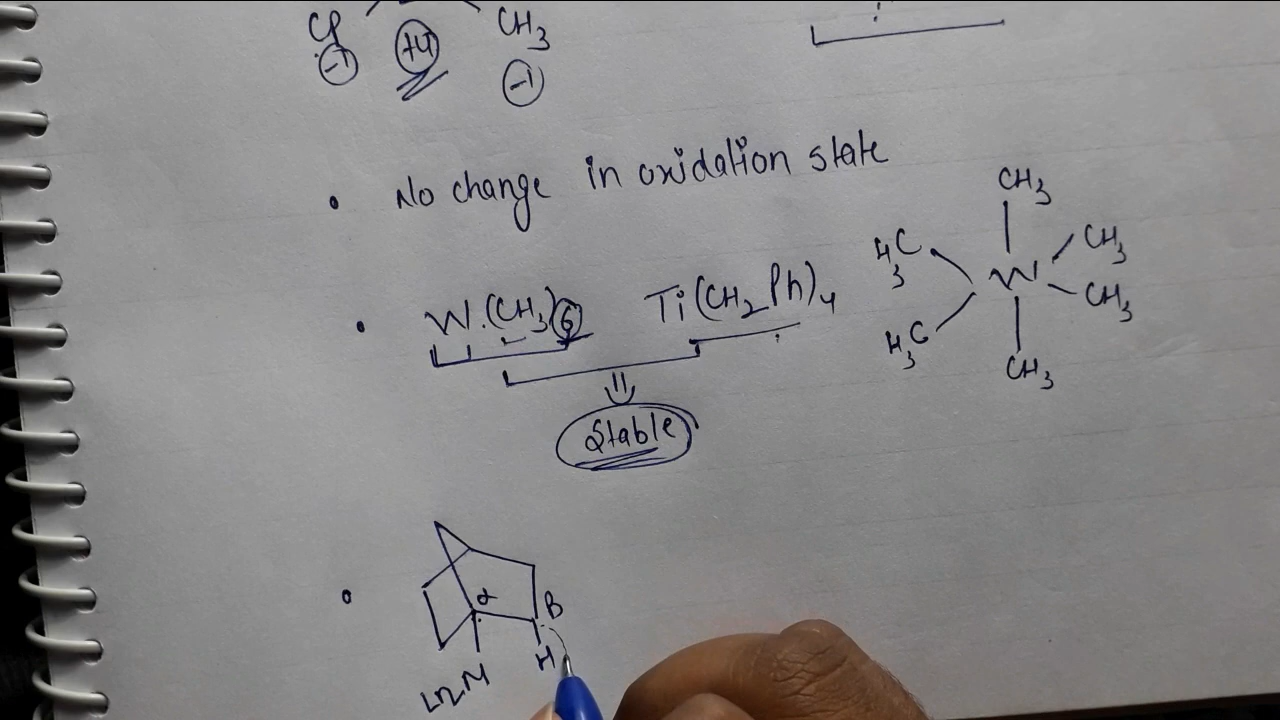 Cp +4 CH3
-1 -1
• No change in oxidation state
• W.(CH3)6 Ti(CH2Ph)4
Stable
CH3
H3C CH3
W
H3C CH3
CH3
• α B
H
LnM